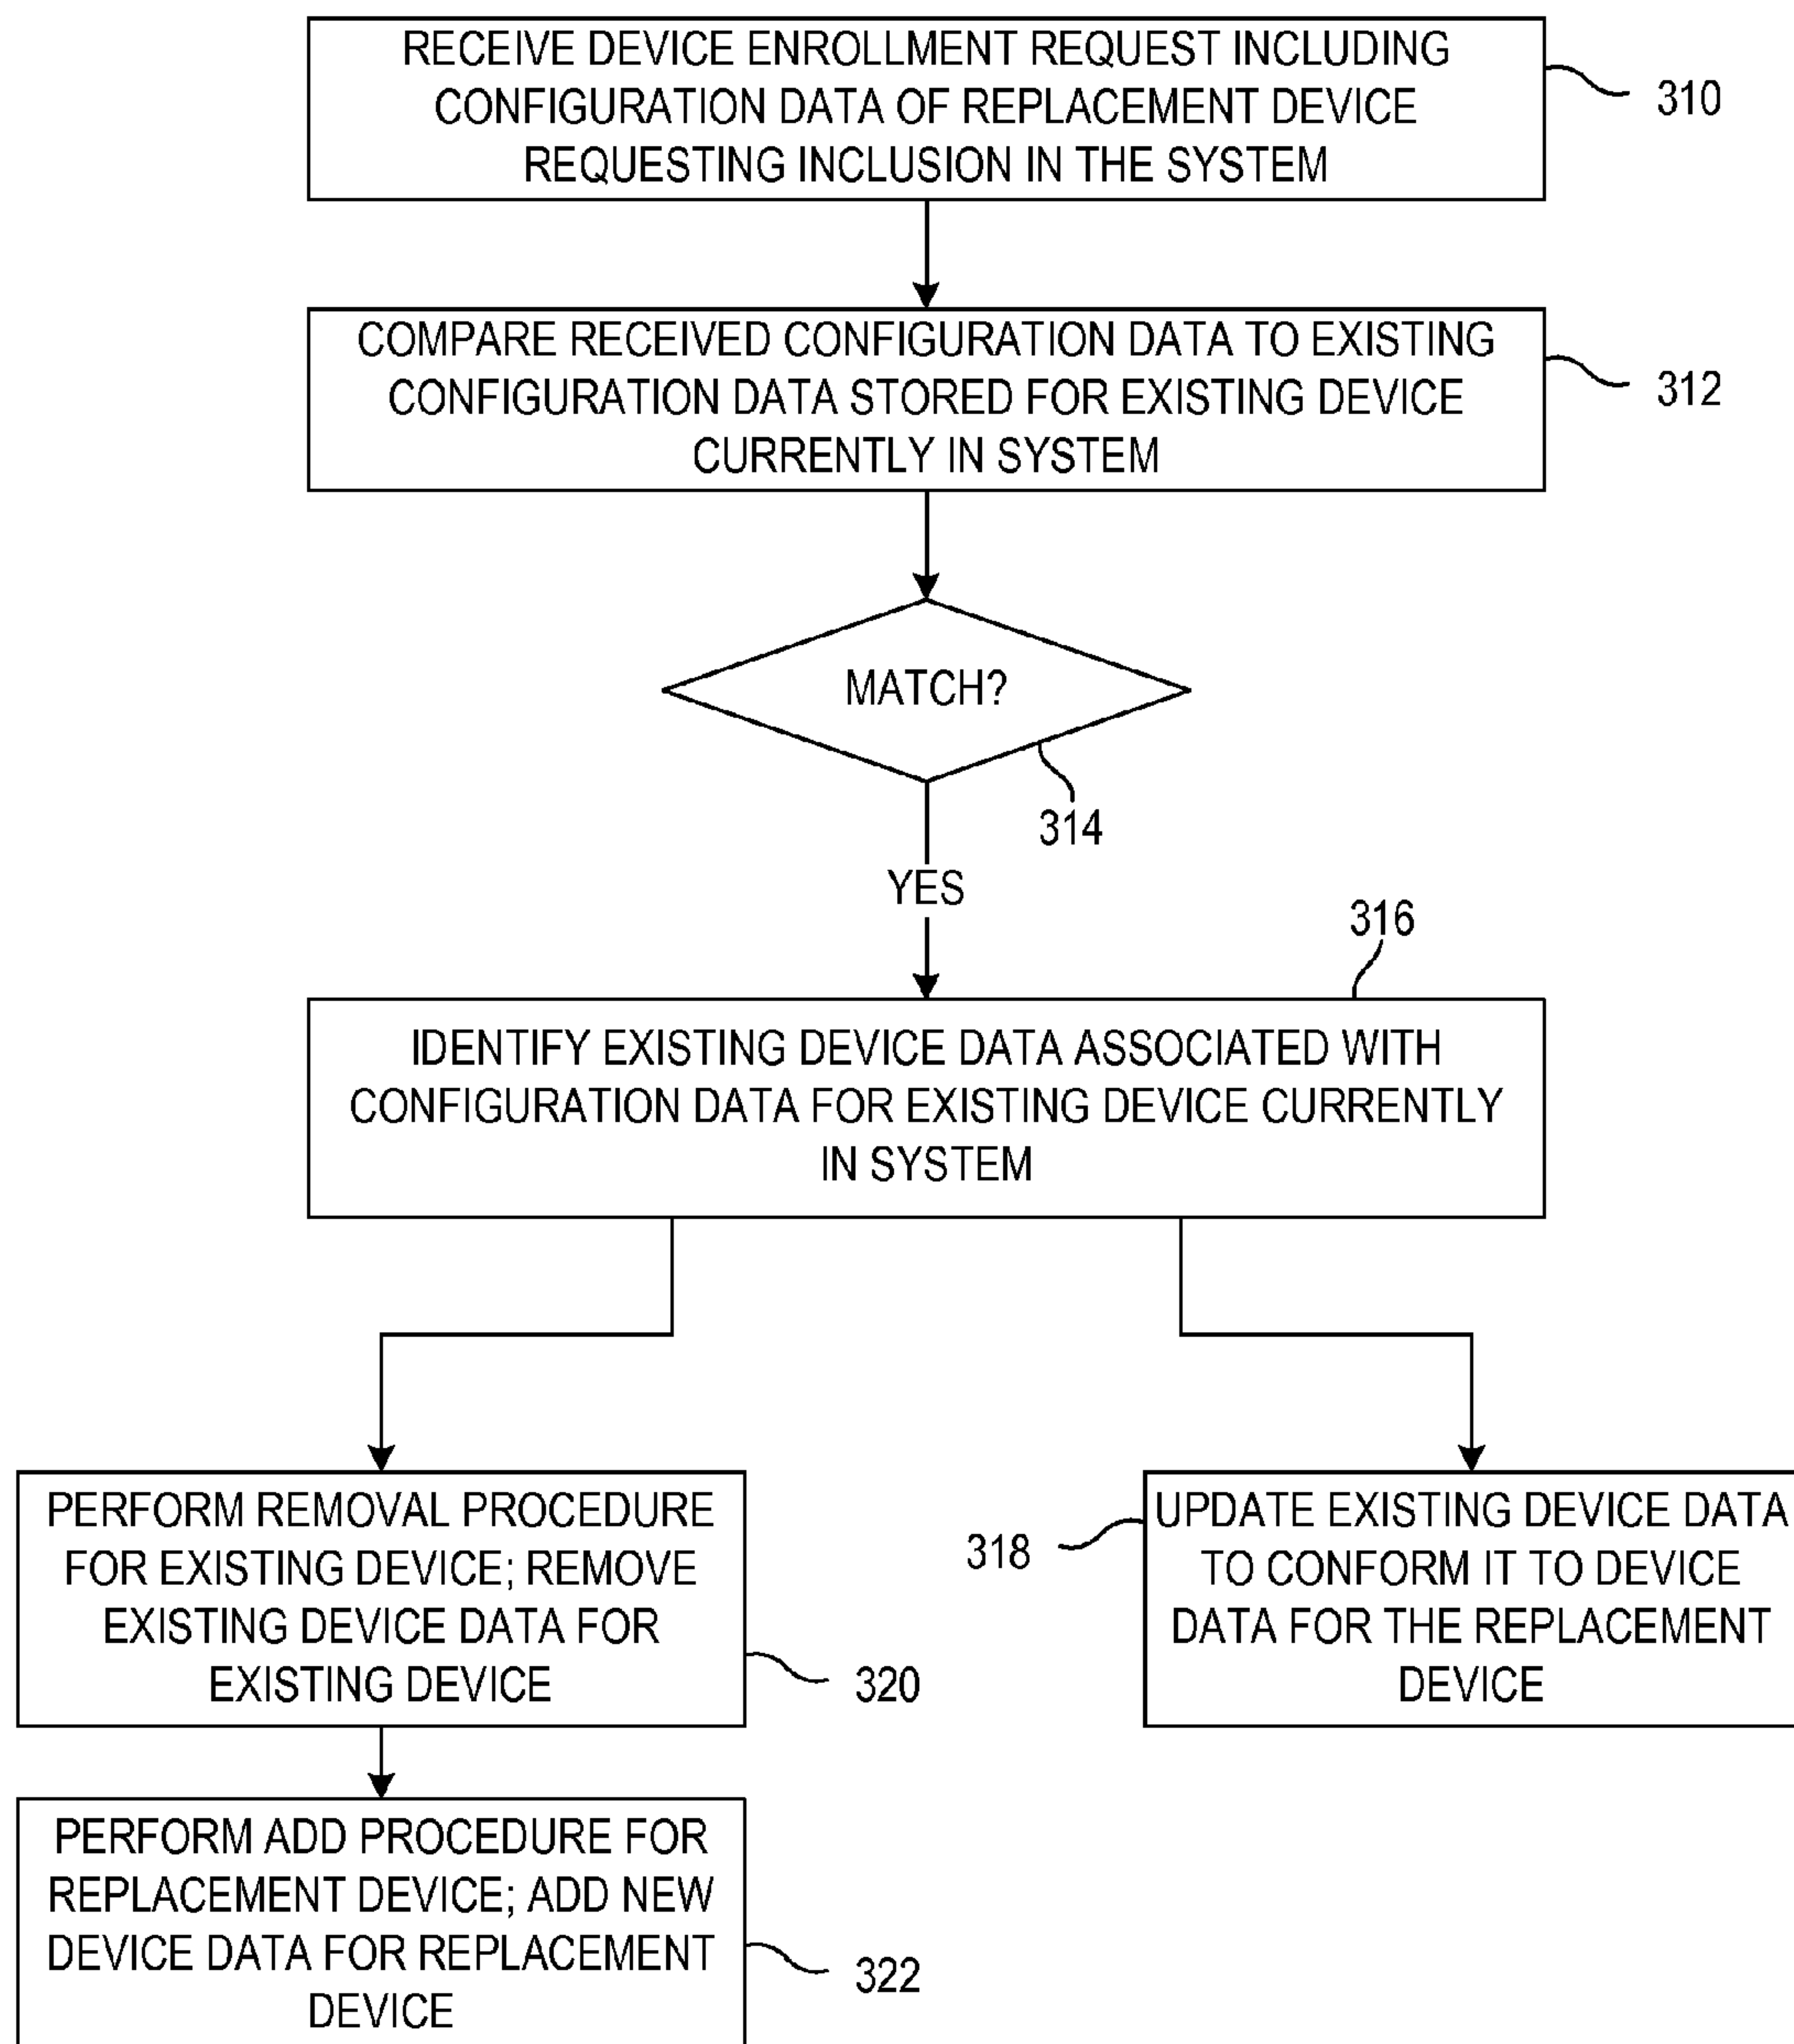 RECEIVE DEVICE ENROLLMENT REQUEST INCLUDING
CONFIGURATION DATA OF REPLACEMENT DEVICE
REQUESTING INCLUSION IN THE SYSTEM
310
COMPARE RECEIVED CONFIGURATION DATA TO EXISTING
CONFIGURATION DATA STORED FOR EXISTING DEVICE
CURRENTLY IN SYSTEM
312
MATCH?
314
YES
316
IDENTIFY EXISTING DEVICE DATA ASSOCIATED WITH
CONFIGURATION DATA FOR EXISTING DEVICE CURRENTLY
IN SYSTEM
PERFORM REMOVAL PROCEDURE
FOR EXISTING DEVICE; REMOVE
EXISTING DEVICE DATA FOR
EXISTING DEVICE
320
318
UPDATE EXISTING DEVICE DATA
TO CONFORM IT TO DEVICE
DATA FOR THE REPLACEMENT
DEVICE
PERFORM ADD PROCEDURE FOR
REPLACEMENT DEVICE; ADD NEW
DEVICE DATA FOR REPLACEMENT
DEVICE
322